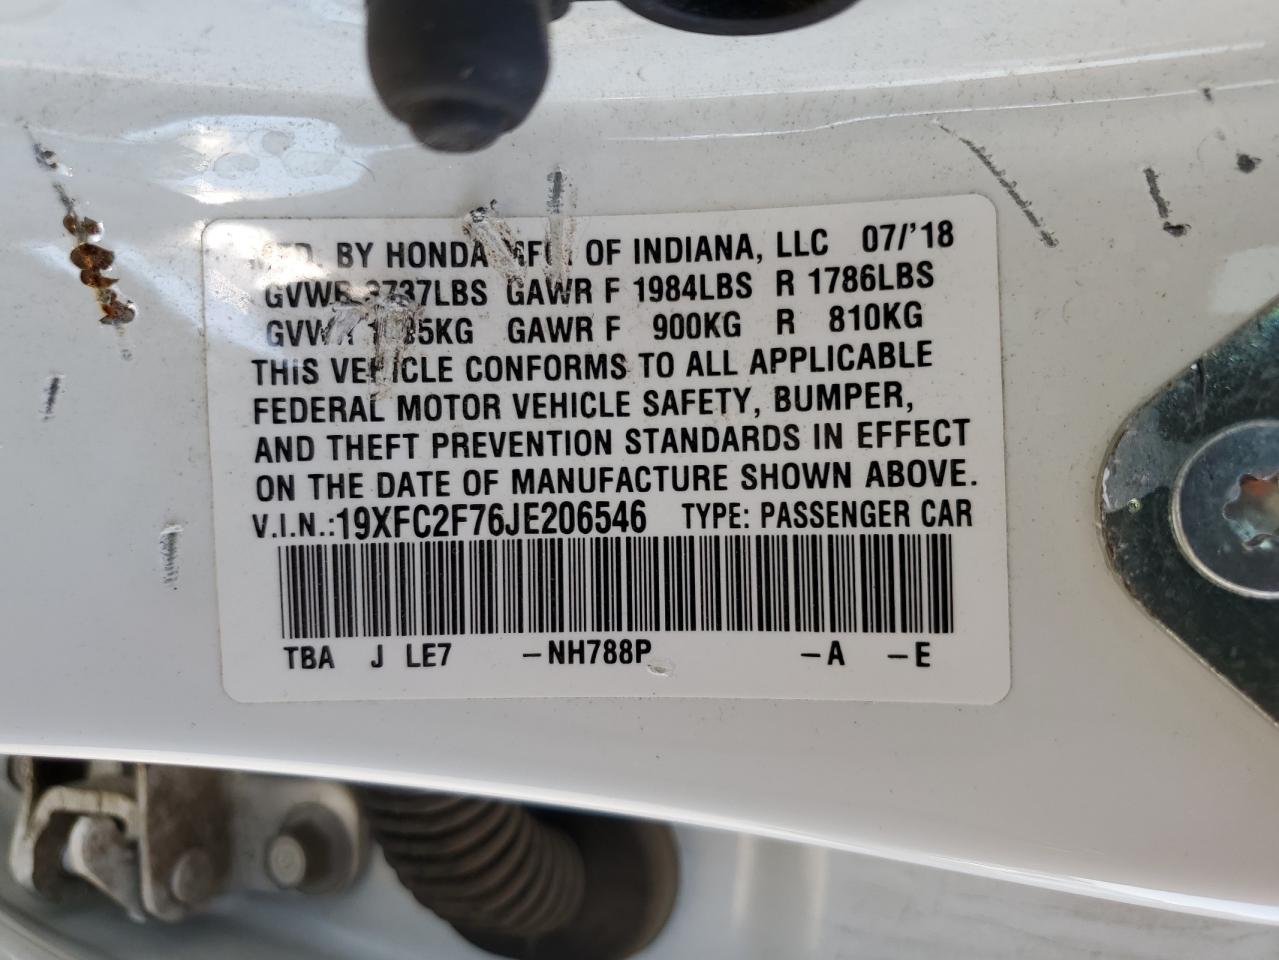 BY HONDA OF INDIANA, LLC 07/'18
GAWR F 1984LBS R 1786LBS
GAWR F 900KG R 810KG
THIS VEHICLE CONFORMS TO ALL APPLICABLE
FEDERAL MOTOR VEHICLE SAFETY, BUMPER,
AND THEFT PREVENTION STANDARDS IN EFFECT
ON THE DATE OF MANUFACTURE SHOWN ABOVE.
V.I.N.:19XFC2F76JE206546 TYPE: PASSENGER CAR
TBA J LE7 -NH788P -A -E